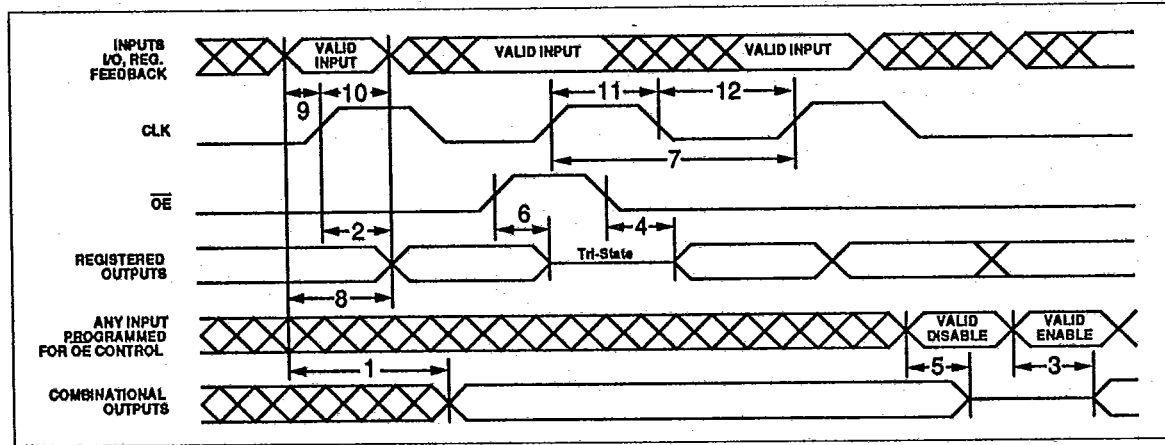 INPUTS
I/O, REG.
FEEDBACK
VALID
INPUT
VALID INPUT
VALID INPUT
9
10
11
12
CLK
7
OE
6
4
2
REGISTERED
OUTPUTS
Tri-State
8
ANY INPUT
PROGRAMMED
FOR OE CONTROL
VALID
DISABLE
VALID
ENABLE
1
5
3
COMBINATIONAL
OUTPUTS